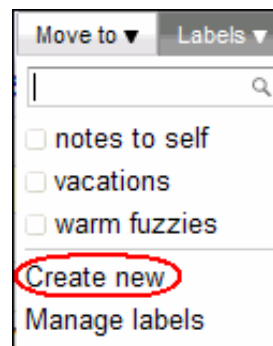 Move to ▼ Labels ▼
notes to self
vacations
warm fuzzies
Create new
Manage labels